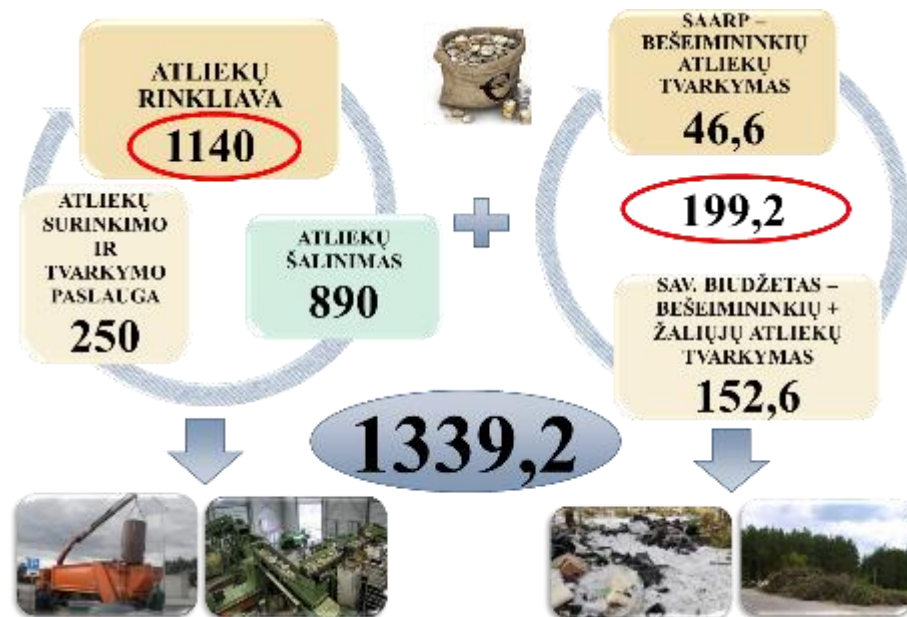 ATLIEKŲ
RINKLIAVA
1140
ATLIEKŲ
SURINKIMO
IR
TVARKYMO
PASLAUGA
250
ATLIEKŲ
ŠALINIMAS
890
€
SAARP –
BEŠEIMININKIŲ
ATLIEKŲ
TVARKYMAS
46,6
199,2
SAV. BIUDŽETAS –
BEŠEIMININKIŲ +
ŽALIŲJŲ ATLIEKŲ
TVARKYMAS
152,6
1339,2